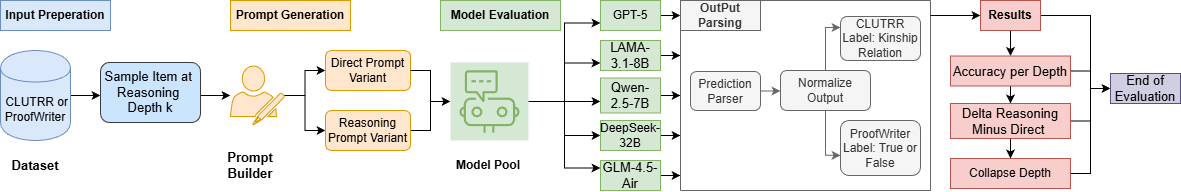 Input Preperation
CLUTRR or
ProofWriter
Dataset
Sample Item at
Reasoning
Depth k
Prompt Generation
Prompt
Builder
Direct Prompt
Variant
Reasoning
Prompt Variant
Model Evaluation
Model Pool
GPT-5
LAMA-
3.1-8B
Qwen-
2.5-7B
DeepSeek-
32B
GLM-4.5-
Air
OutPut
Parsing
Prediction
Parser
Normalize
Output
CLUTRR
Label: Kinship
Relation
ProofWriter
Label: True or
False
Results
Accuracy per Depth
Delta Reasoning
Minus Direct
Collapse Depth
End of
Evaluation